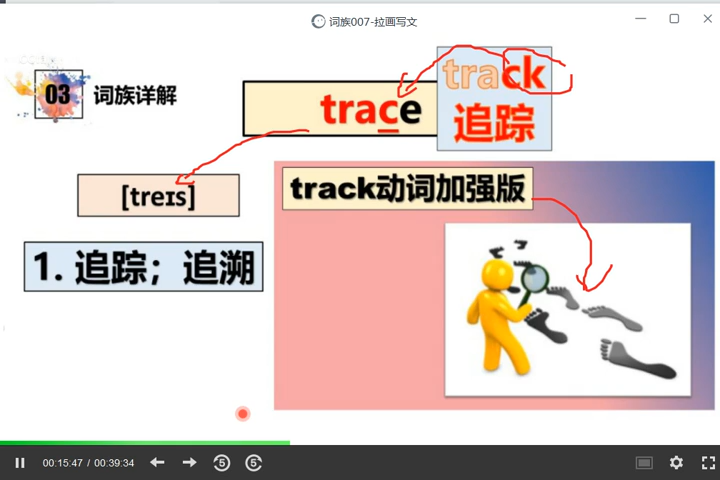 词族007-拉画写文
03
词族详解
trace
track
追踪
[treɪs]
track动词加强版
1. 追踪；追溯
00:15:47 / 00:39:34
5
5